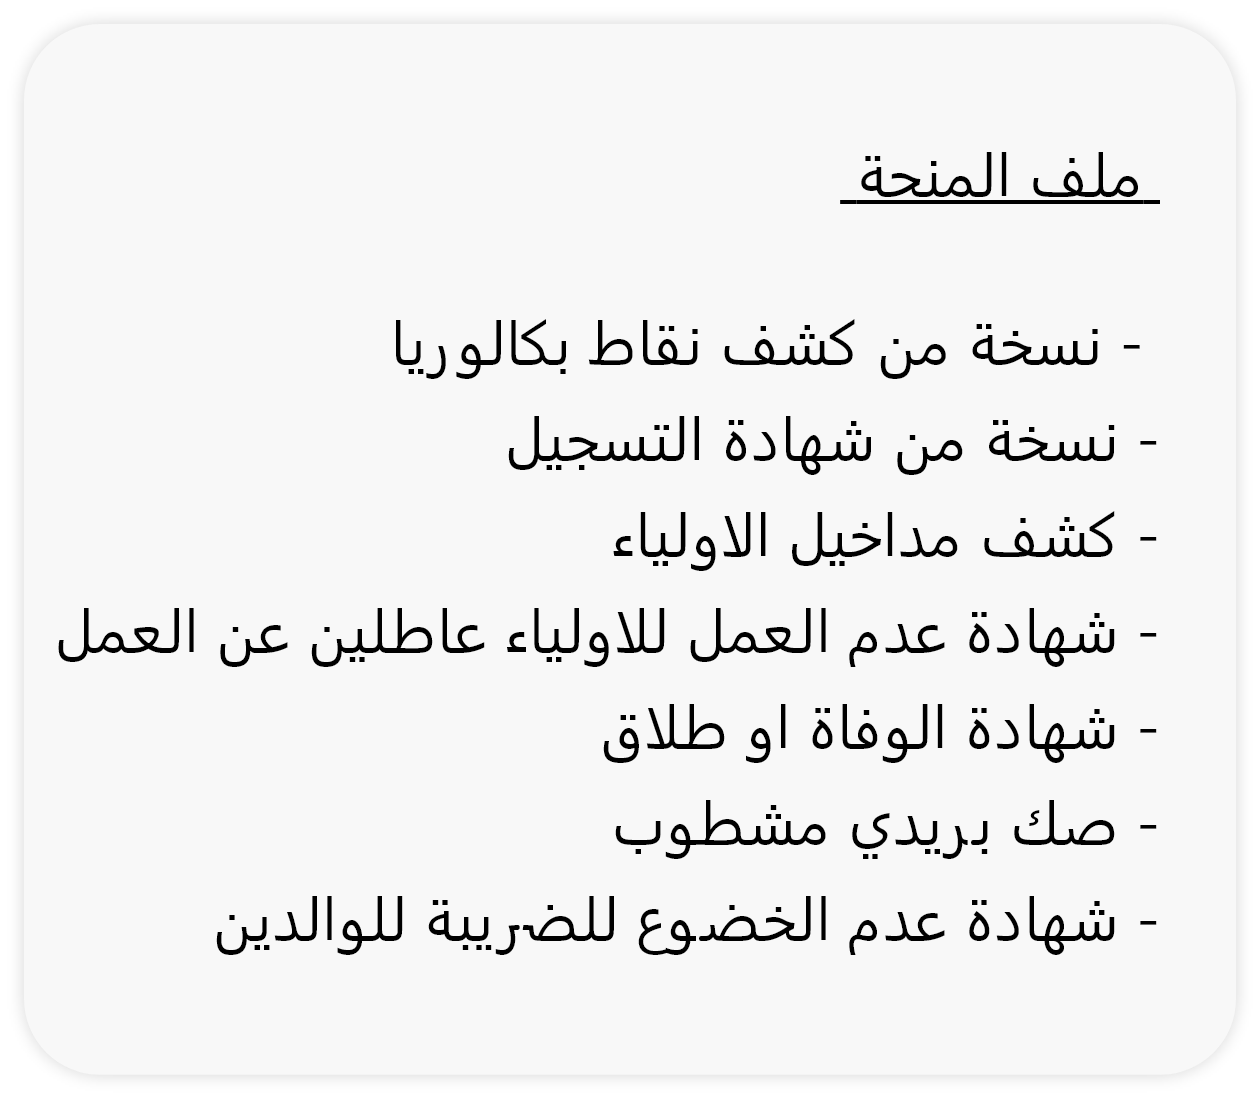 ملف المنحة
- نسخة من كشف نقاط بكالوريا
- نسخة من شهادة التسجيل
- كشف مداخيل الاولياء
- شهادة عدم العمل للاولياء عاطلين عن العمل
- شهادة الوفاة او طلاق
- صك بريدي مشطوب
- شهادة عدم الخضوع للضريبة للوالدين